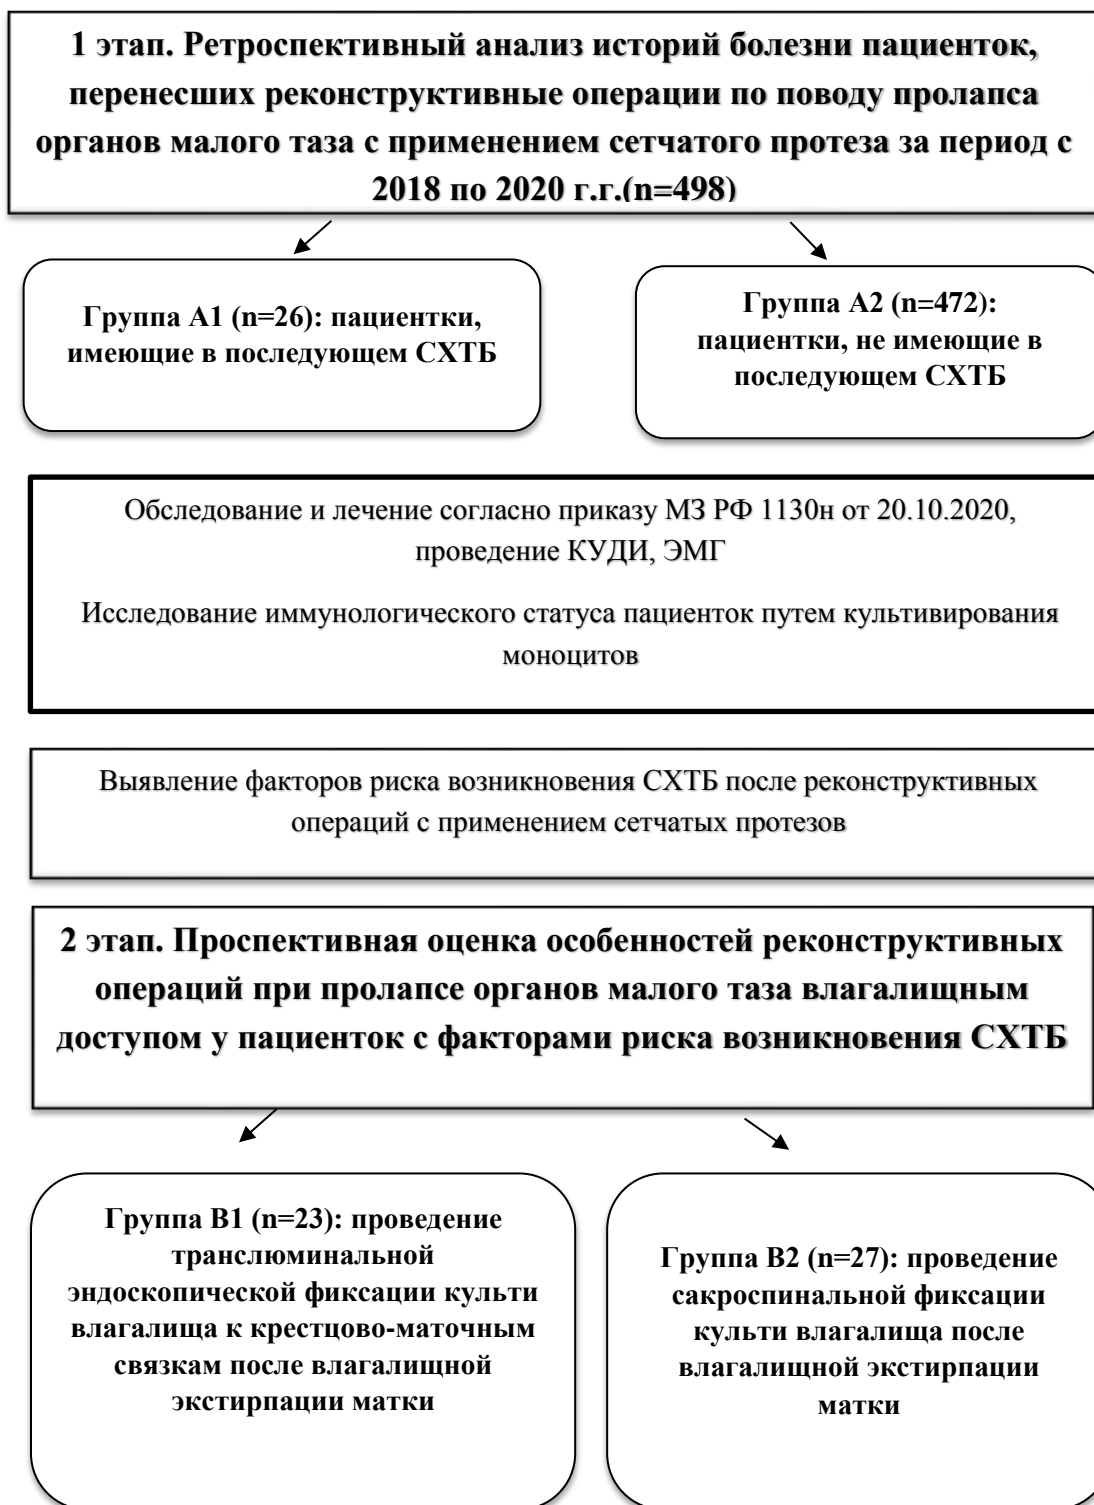 1 этап. Ретроспективный анализ историй болезни пациенток,
перенесших реконструктивные операции по поводу пролапса
органов малого таза с применением сетчатого протеза за период с
2018 по 2020 г.г.(n=498)
Группа А1 (n=26): пациентки,
имеющие в последующем СХТБ
Группа А2 (n=472):
пациентки, не имеющие в
последующем СХТБ
Обследование и лечение согласно приказу МЗ РФ 1130н от 20.10.2020,
проведение КУДИ, ЭМГ
Исследование иммунологического статуса пациенток путем культивирования
моноцитов
Выявление факторов риска возникновения СХТБ после реконструктивных
операций с применением сетчатых протезов
2 этап. Проспективная оценка особенностей реконструктивных
операций при пролапсе органов малого таза влагалищным
доступом у пациенток с факторами риска возникновения СХТБ
Группа В1 (n=23): проведение
транслюминальной
эндоскопической фиксации культи
влагалища к крестцово-маточным
связкам после влагалищной
экстирпации матки
Группа В2 (n=27): проведение
сакроспинальной фиксации
культи влагалища после
влагалищной экстирпации
матки